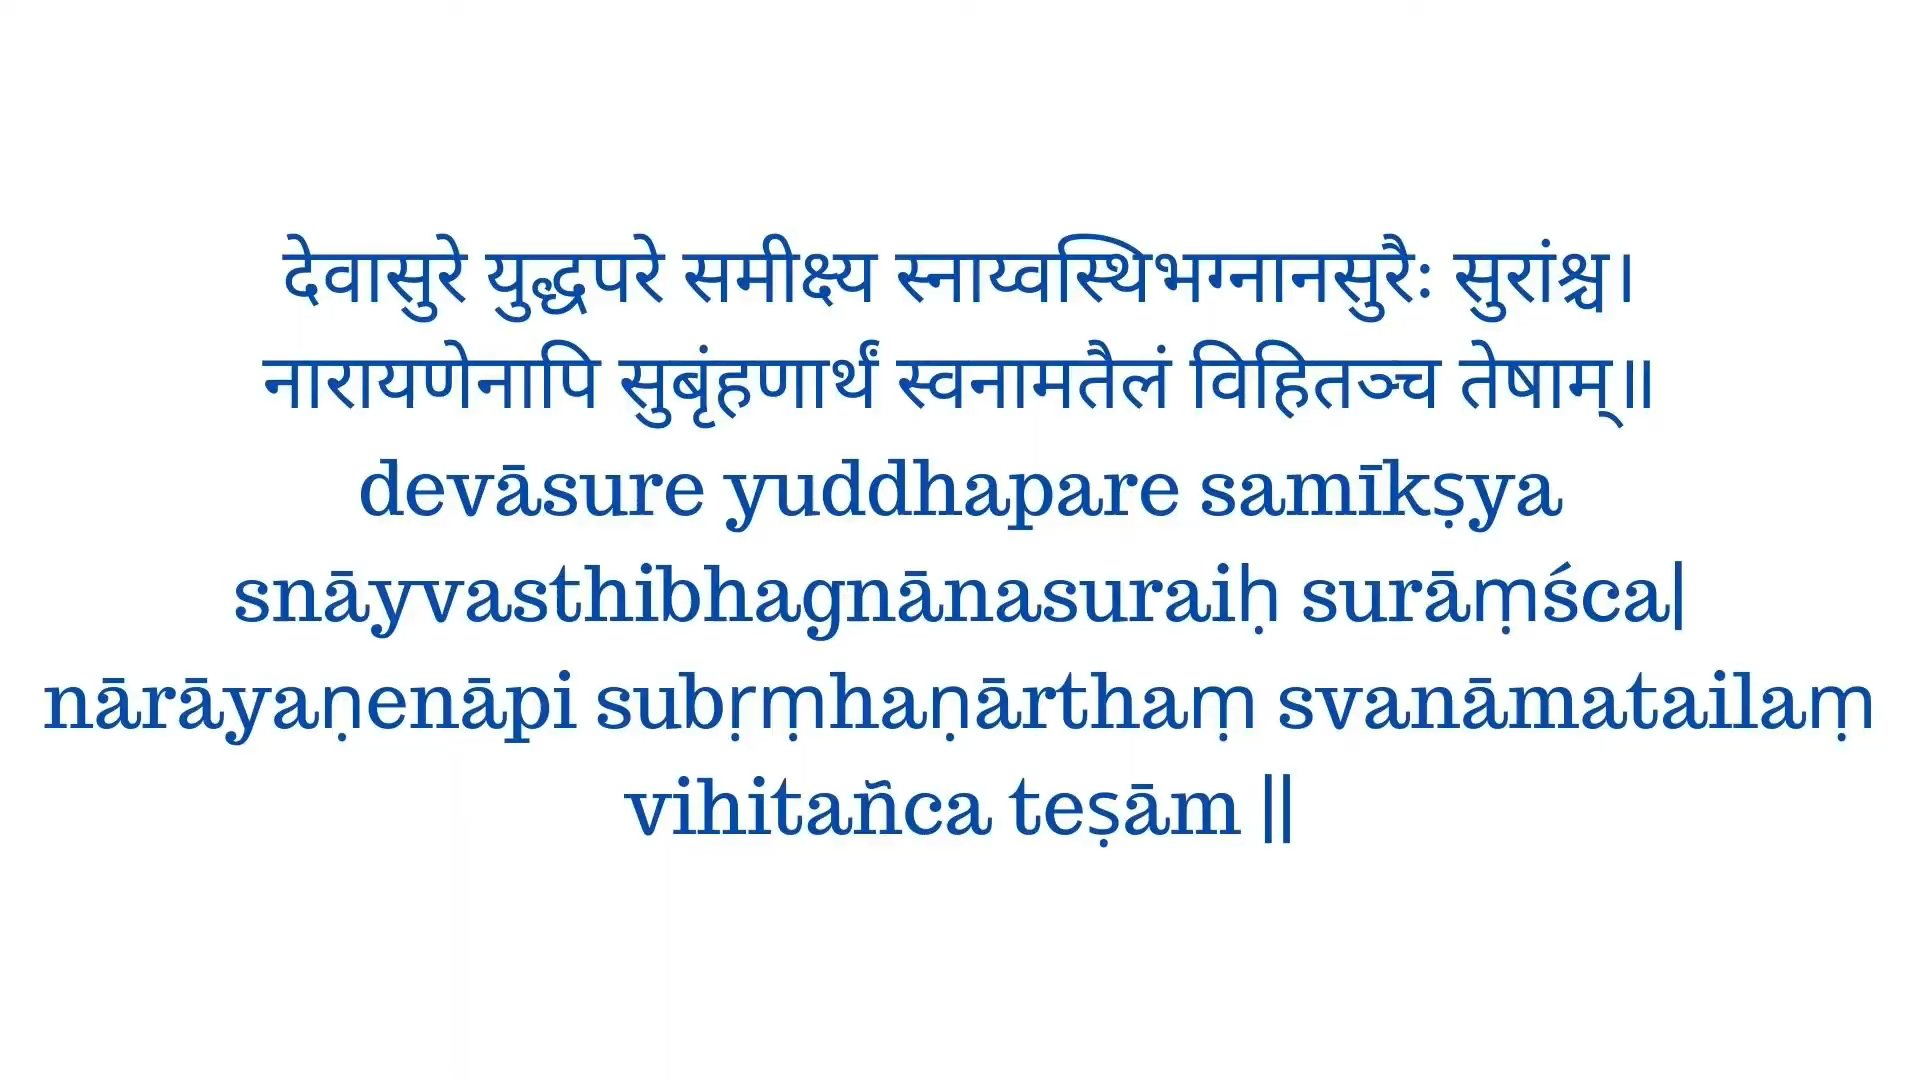 देवासुरे युद्धपरे समीक्ष्य स्नाय्वस्थिभग्नानसुरैः सुरांश्च।
नारायणेनापि सुबृंहणार्थं स्वनामतैलं विहितञ्च तेषाम्॥
devāsure yuddhapare samīkṣya
snāyvasthibhagnānasuraiḥ surāṃśca|
nārāyaṇenāpi subṛṃhaṇārthaṃ svanāmatailaṃ
vihitañca teṣām ||